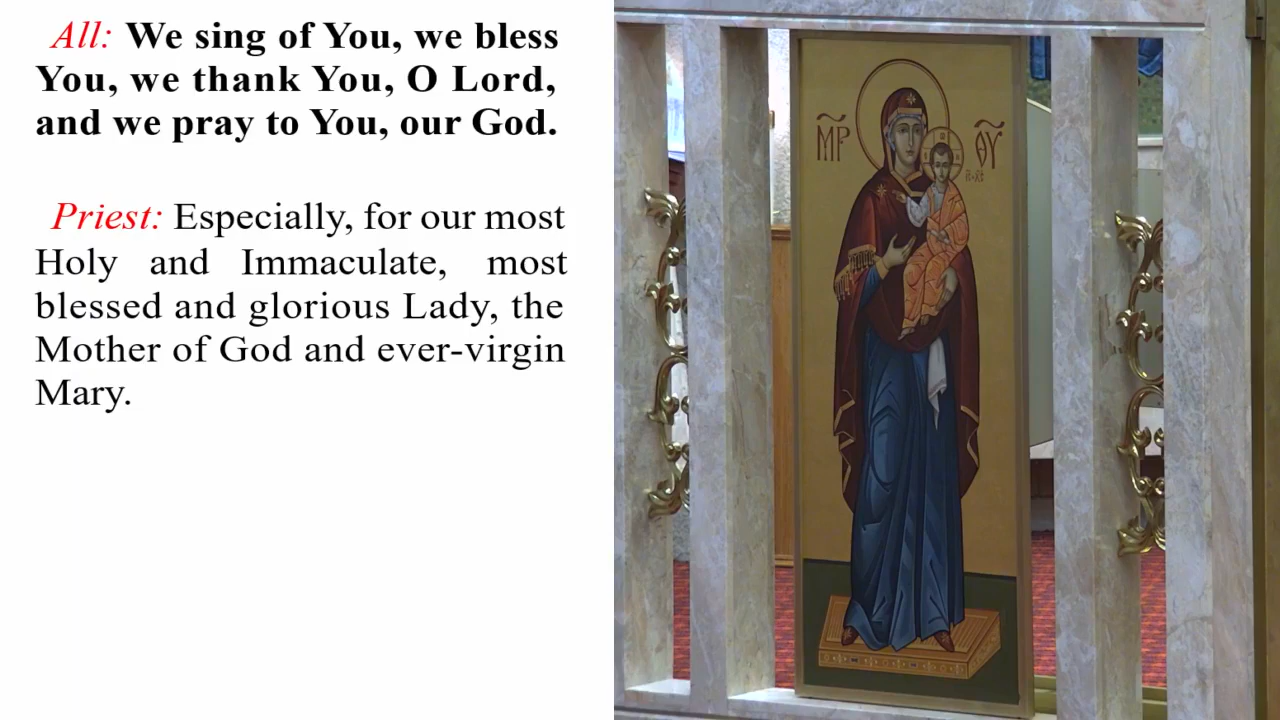 All: We sing of You, we bless
You, we thank You, O Lord,
and we pray to You, our God.
Priest: Especially, for our most
Holy and Immaculate, most
blessed and glorious Lady, the
Mother of God and ever-virgin
Mary.
ΜΡ ΘΥ